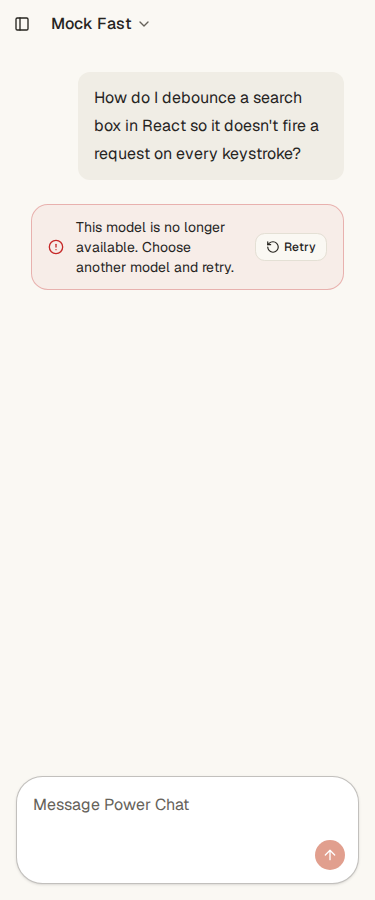 Mock Fast
How do I debounce a search
box in React so it doesn't fire a
request on every keystroke?
This model is no longer
available. Choose
another model and retry.
Retry
Message Power Chat